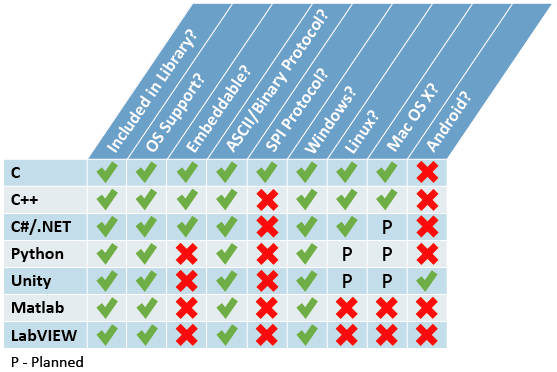 Included in Library?
OS Support?
Embeddable?
ASCII/Binary Protocol?
SPI Protocol?
Windows?
Linux?
Mac OS X?
Android?
C
C++
C#/.NET P
Python P P
Unity P P
Matlab
LabVIEW
P - Planned